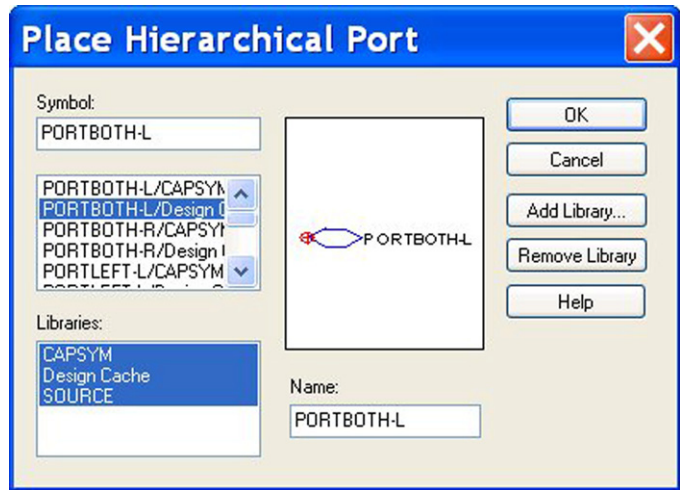 Place Hierarchical Port
Symbol:
PORTBOTH-L
PORTBOTH-L/CAPSYM
PORTBOTH-L/Design C
PORTBOTH-R/CAPSYM
PORTBOTH-R/Design
PORTLEFT-L/CAPSYM
Libraries:
CAPSYM
Design Cache
SOURCE
PORTBOTH-L
Name:
PORTBOTH-L
OK
Cancel
Add Library...
Remove Library
Help